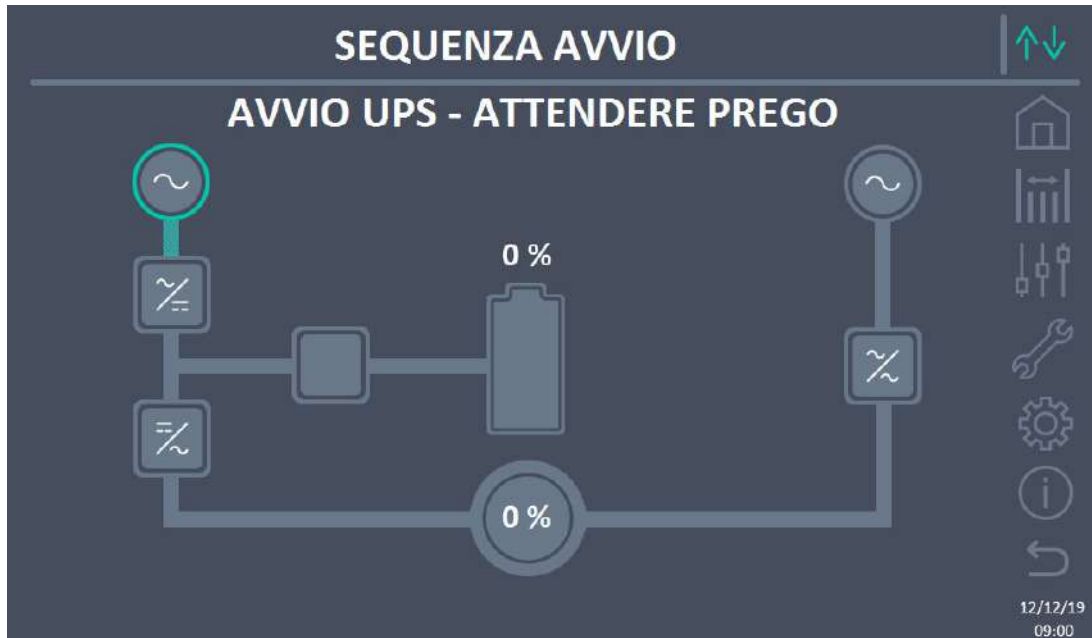 SEQUENZA AVVIO
AVVIO UPS - ATTENDERE PREGO
0 %
0 %
12/12/19
09:00